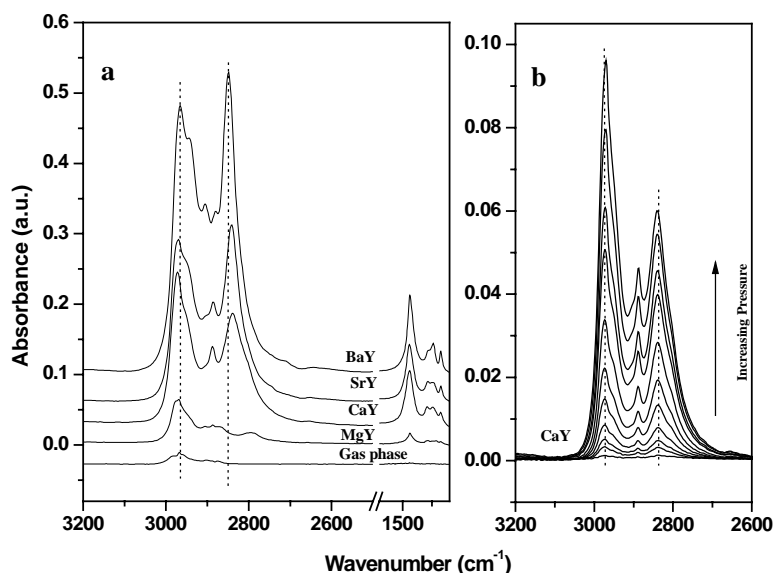 a
b
Absorbance (a.u.)
0.6
0.5
0.4
0.3
0.2
0.1
0.0
BaY
SrY
CaY
MgY
Gas phase
3200
3000
2800
2600
1500
0.10
0.08
0.06
0.04
0.02
0.00
CaY
Increasing Pressure
3200
3000
2800
2600
Wavenumber (cm-1)